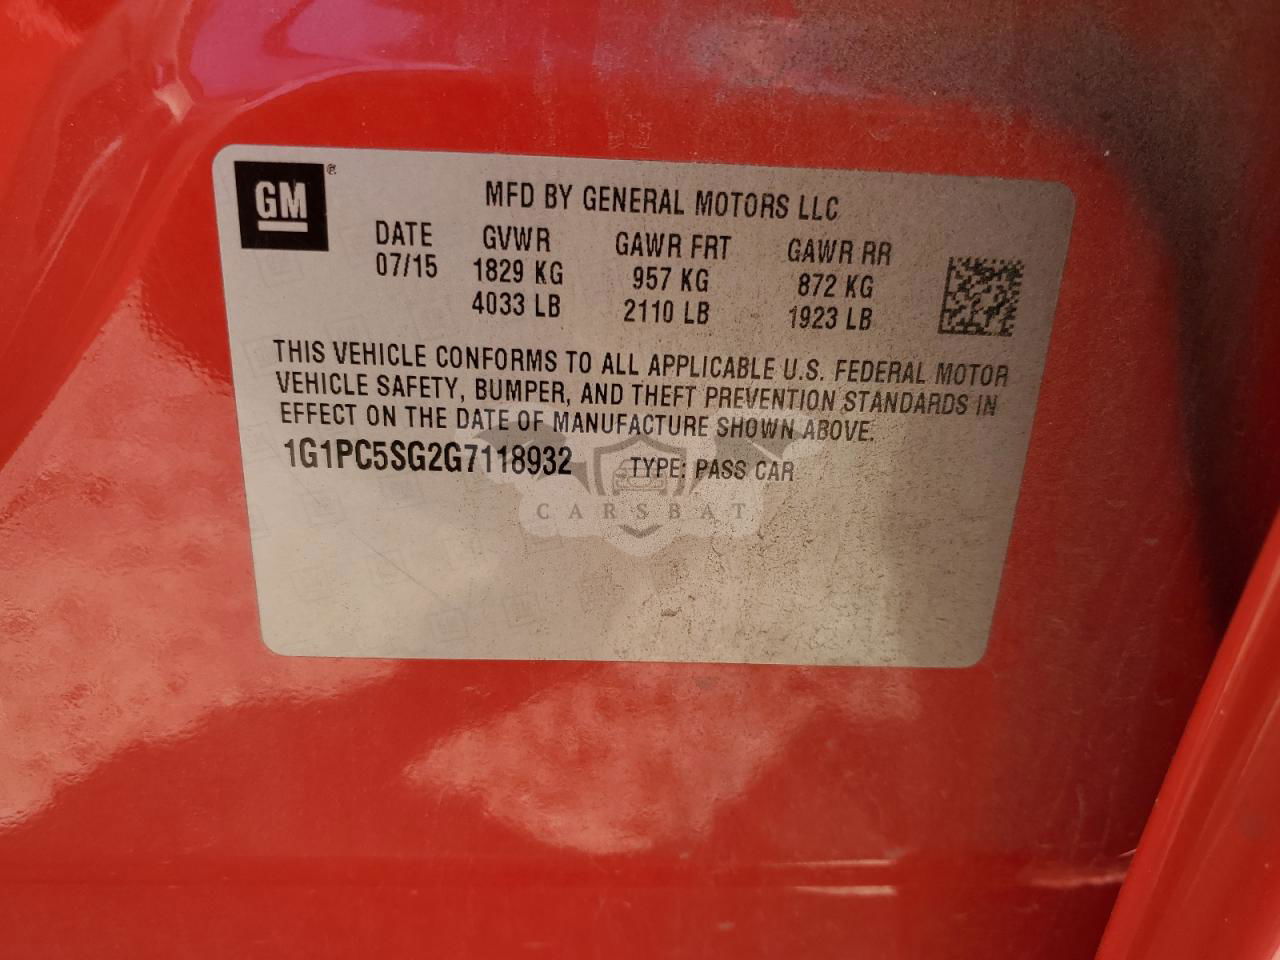 GM ®
MFD BY GENERAL MOTORS LLC
DATE GVWR GAWR FRT GAWR RR
07/15 1829 KG 957 KG 872 KG
4033 LB 2110 LB 1923 LB
THIS VEHICLE CONFORMS TO ALL APPLICABLE U.S. FEDERAL MOTOR
VEHICLE SAFETY, BUMPER, AND THEFT PREVENTION STANDARDS IN
EFFECT ON THE DATE OF MANUFACTURE SHOWN ABOVE.
1G1PC5SG2G7118932 TYPE: PASS CAR
CARSBAT